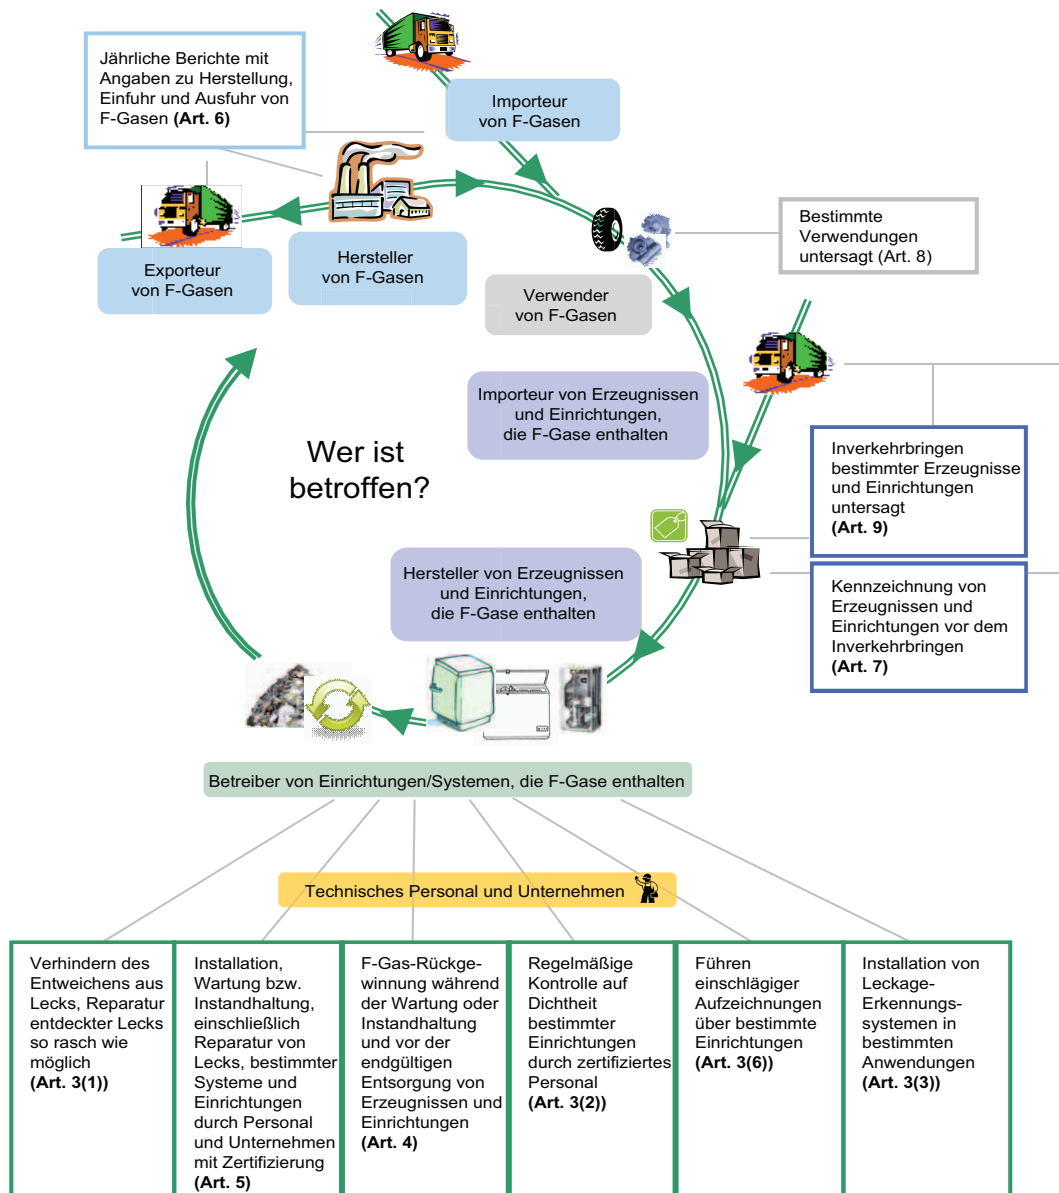 Jährliche Berichte mit
Angaben zu Herstellung,
Einfuhr und Ausfuhr von
F-Gasen (Art. 6)
Importeur
von F-Gasen
Exporteur
von F-Gasen
Hersteller
von F-Gasen
Bestimmte
Verwendungen
untersagt (Art. 8)
Verwender
von F-Gasen
Importeur von Erzeugnissen
und Einrichtungen,
die F-Gase enthalten
Wer ist
betroffen?
Inverkehrbringen
bestimmter Erzeugnisse
und Einrichtungen
untersagt
(Art. 9)
Hersteller von Erzeugnissen
und Einrichtungen,
die F-Gase enthalten
Kennzeichnung von
Erzeugnissen und
Einrichtungen vor dem
Inverkehrbringen
(Art. 7)
Betreiber von Einrichtungen/Systemen, die F-Gase enthalten
Technisches Personal und Unternehmen
Verhindern des
Entweichens aus
Lecks, Reparatur
entdeckter Lecks
so rasch wie
möglich
(Art. 3(1))
Installation,
Wartung bzw.
Instandhaltung,
einschließlich
Reparatur von
Lecks, bestimmter
Systeme und
Einrichtungen
durch Personal
und Unternehmen
mit Zertifizierung
(Art. 5)
F-Gas-Rückge-
winnung während
der Wartung oder
Instandhaltung
und vor der
endgültigen
Entsorgung von
Erzeugnissen und
Einrichtungen
(Art. 4)
Regelmäßige
Kontrolle auf
Dichtheit
bestimmter
Einrichtungen
durch zertifiziertes
Personal
(Art. 3(2))
Führen
einschlägiger
Aufzeichnungen
über bestimmte
Einrichtungen
(Art. 3(6))
Installation von
Leckage-
Erkennungs-
systemen in
bestimmten
Anwendungen
(Art. 3(3))